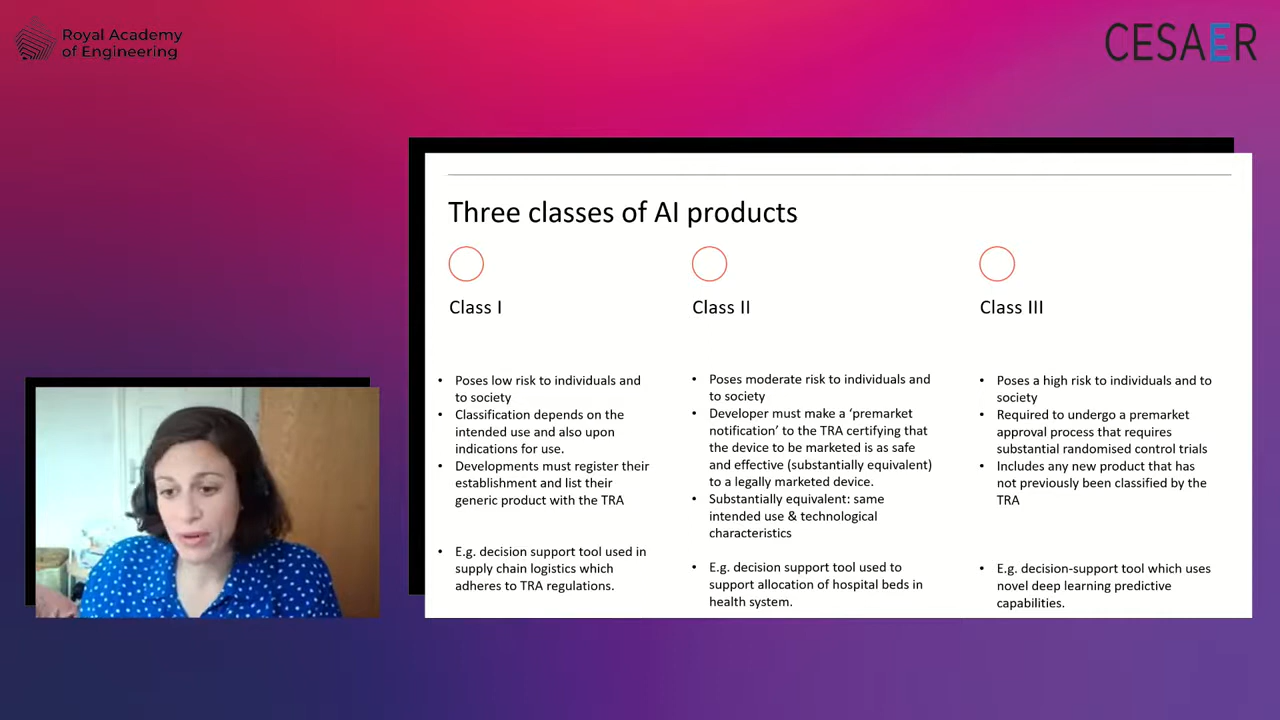 Royal Academy
of Engineering
CESAER
Three classes of AI products
Class I
• Poses low risk to individuals and
to society
• Classification depends on the
intended use and also upon
indications for use.
• Developments must register their
establishment and list their
generic product with the TRA
• E.g. decision support tool used in
supply chain logistics which
adheres to TRA regulations.
Class II
• Poses moderate risk to individuals and
to society
• Developer must make a ‘premarket
notification’ to the TRA certifying that
the device to be marketed is as safe
and effective (substantially equivalent)
to a legally marketed device.
• Substantially equivalent: same
intended use & technological
characteristics
• E.g. decision support tool used to
support allocation of hospital beds in
health system.
Class III
• Poses a high risk to individuals and to
society
• Required to undergo a premarket
approval process that requires
substantial randomised control trials
• Includes any new product that has
not previously been classified by the
TRA
• E.g. decision-support tool which uses
novel deep learning predictive
capabilities.